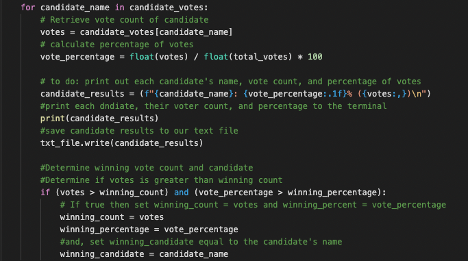 for candidate_name in candidate_votes:
    # Retrieve vote count of candidate
    votes = candidate_votes[candidate_name]
    # calculate percentage of votes
    vote_percentage = float(votes) / float(total_votes) * 100

    # to do: print out each candidate's name, vote count, and percentage of votes
    candidate_results = (f"{candidate_name}: {vote_percentage:.1f}% ({votes:,})\n")
    #print each dndiate, their voter count, and percentage to the terminal
    print(candidate_results)
    #save candidate results to our text file
    txt_file.write(candidate_results)

    #Determine winning vote count and candidate
    #Determine if votes is greater than winning count
    if (votes > winning_count) and (vote_percentage > winning_percentage):
        # If true then set winning_count = votes and winning_percent = vote_percentage
        winning_count = votes
        winning_percentage = vote_percentage
        #and, set winning_candidate equal to the candidate's name
        winning_candidate = candidate_name